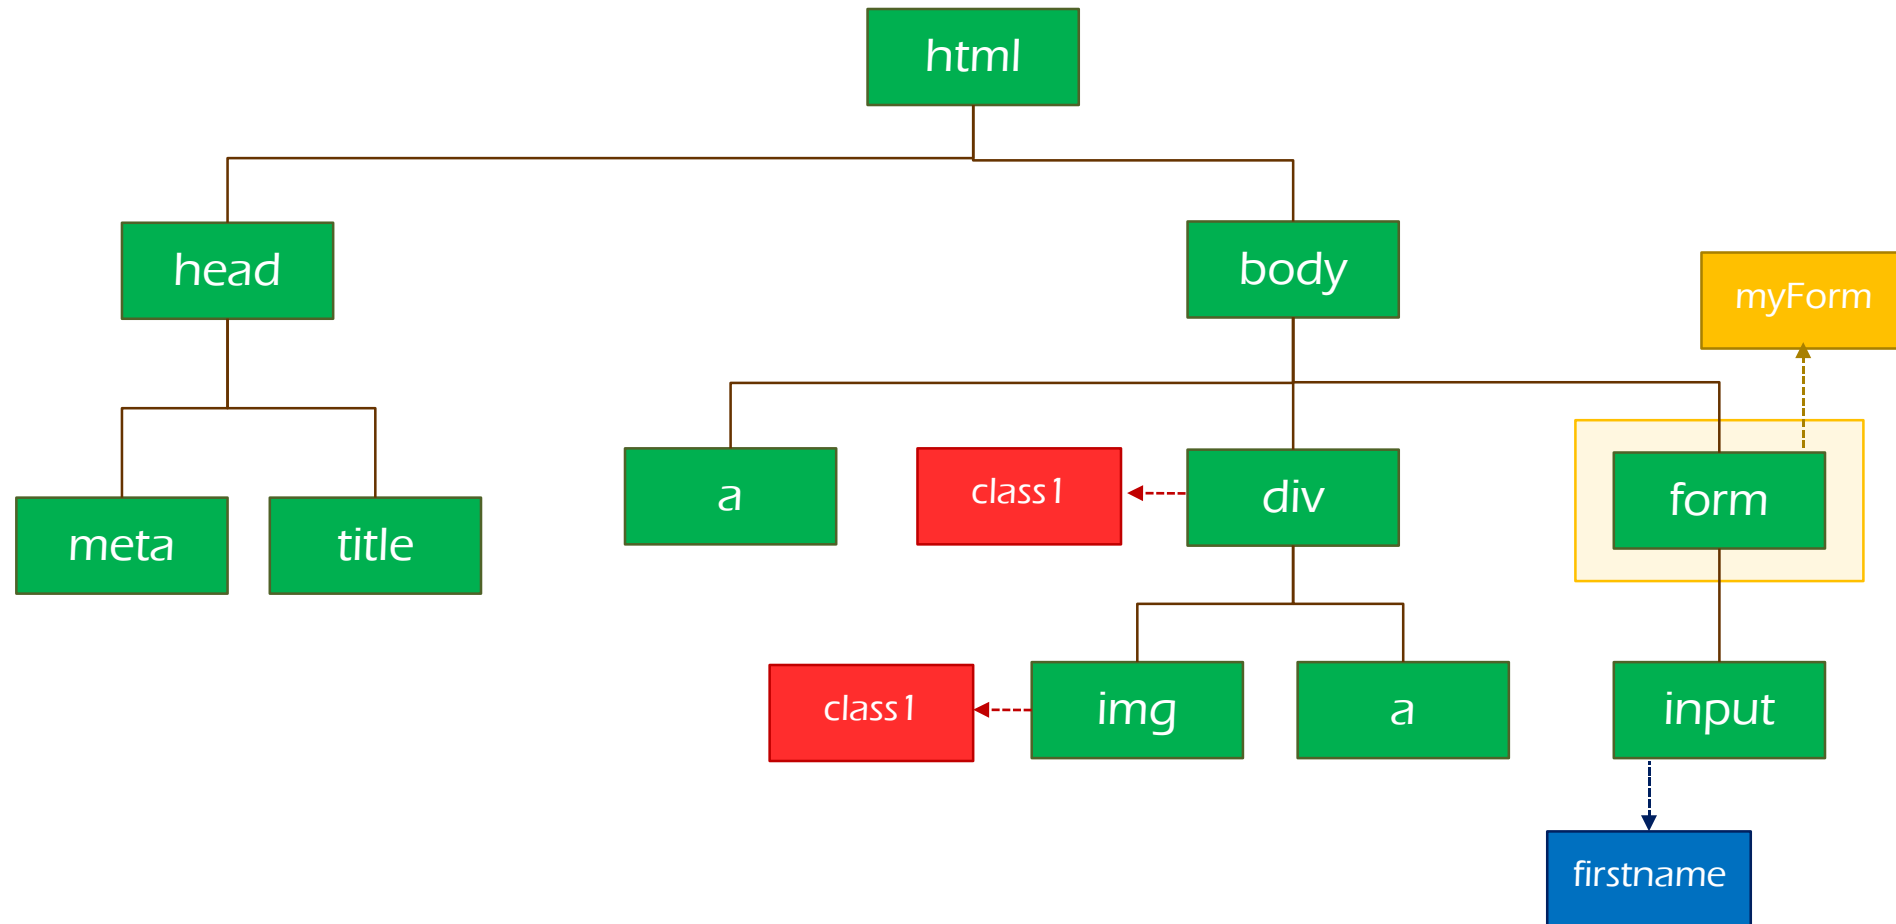 html
head
body
myForm
a
class1
div
form
meta
title
class1
img
a
input
firstname